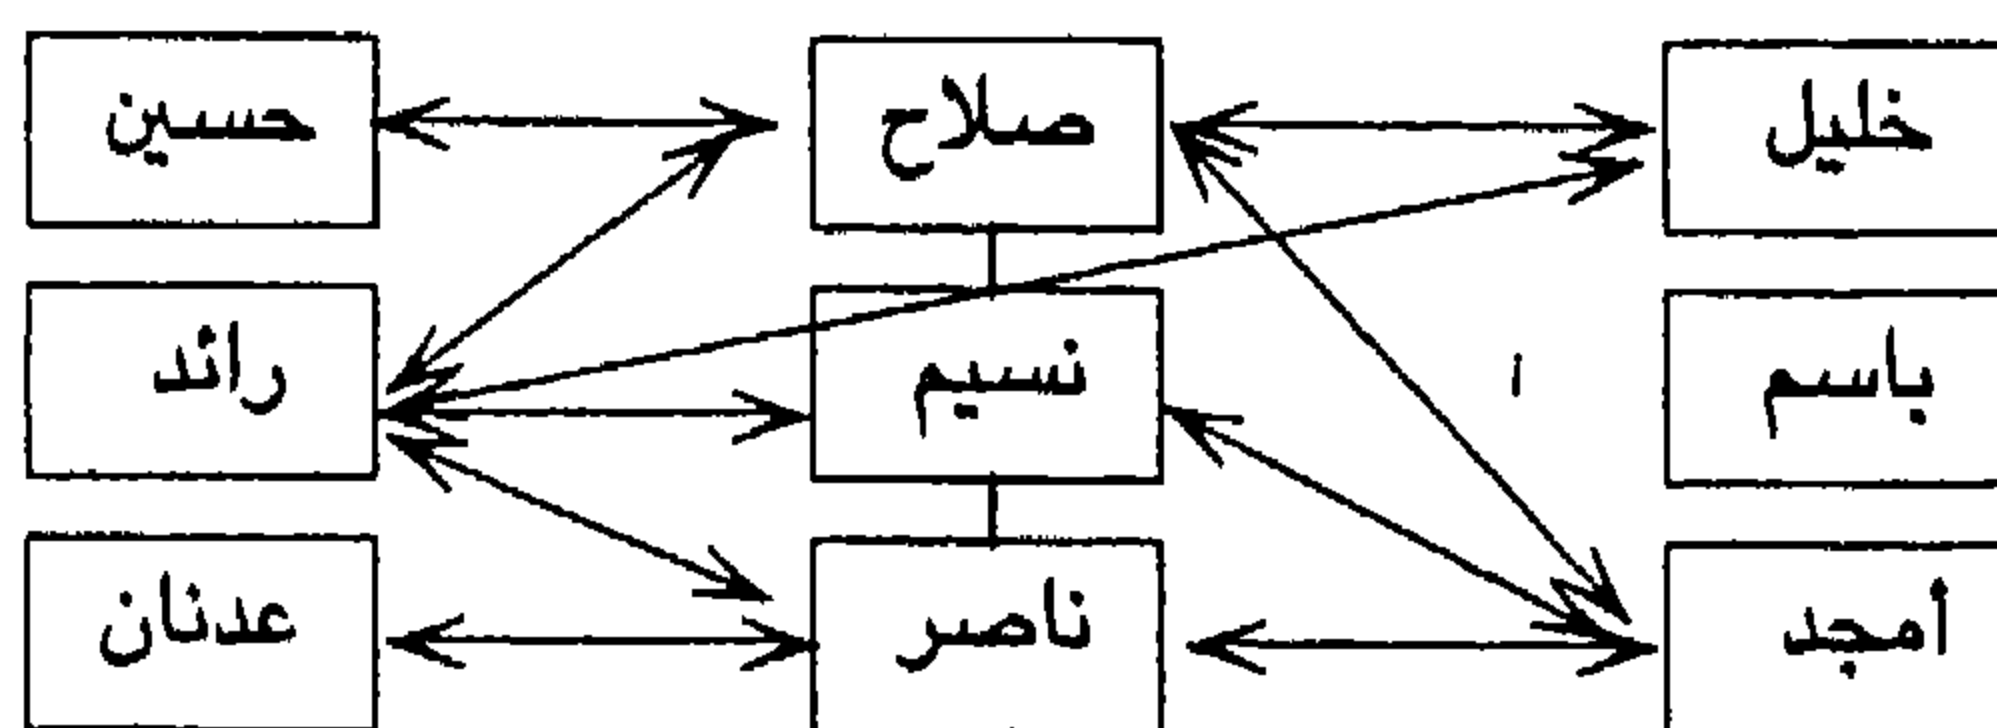 خليل صلاح حسين
باسم نسيم رائد
أمجد ناصر عدنان